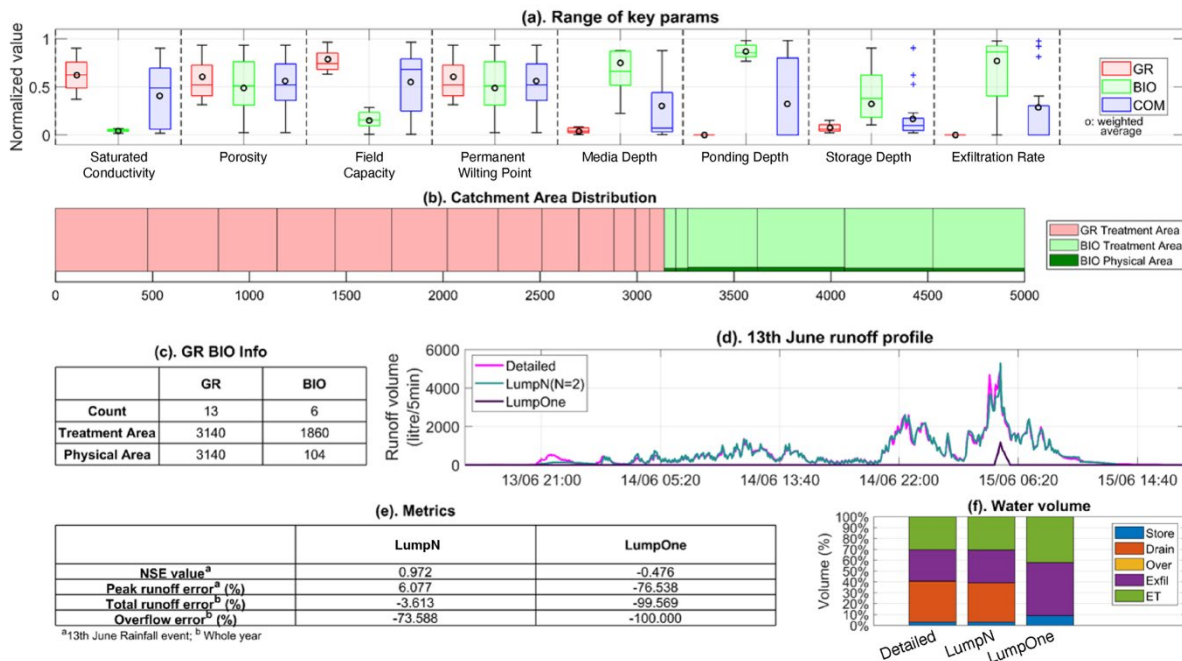 (a). Range of key params
Normalized value
1
0.5
0
GR
BIO
COM
o: weighted
average
Saturated
Conductivity
Porosity
Field
Capacity
Permanent
Wilting Point
Media Depth
Ponding Depth
Storage Depth
Exfiltration Rate
(b). Catchment Area Distribution
GR Treatment Area
BIO Treatment Area
BIO Physical Area
0 500 1000 1500 2000 2500 3000 3500 4000 4500 5000
(c). GR BIO Info
GR BIO
Count 13 6
Treatment Area 3140 1860
Physical Area 3140 104
(d). 13th June runoff profile
Runoff volume
(litre/5min)
6000
4000
2000
0
Detailed
LumpN(N=2)
LumpOne
13/06 21:00 14/06 05:20 14/06 13:40 14/06 22:00 15/06 06:20 15/06 14:40
(e). Metrics
LumpN LumpOne
NSE valueª 0.972 -0.476
Peak runoff errorª (%) 6.077 -76.538
Total runoff errorᵇ (%) -3.613 -99.569
Overflow errorᵇ (%) -73.588 -100.000
ª13th June Rainfall event; ᵇ Whole year
(f). Water volume
Volume (%)
100%
90%
80%
70%
60%
50%
40%
30%
20%
10%
0%
Store
Drain
Over
Exfil
ET
Detailed LumpN LumpOne